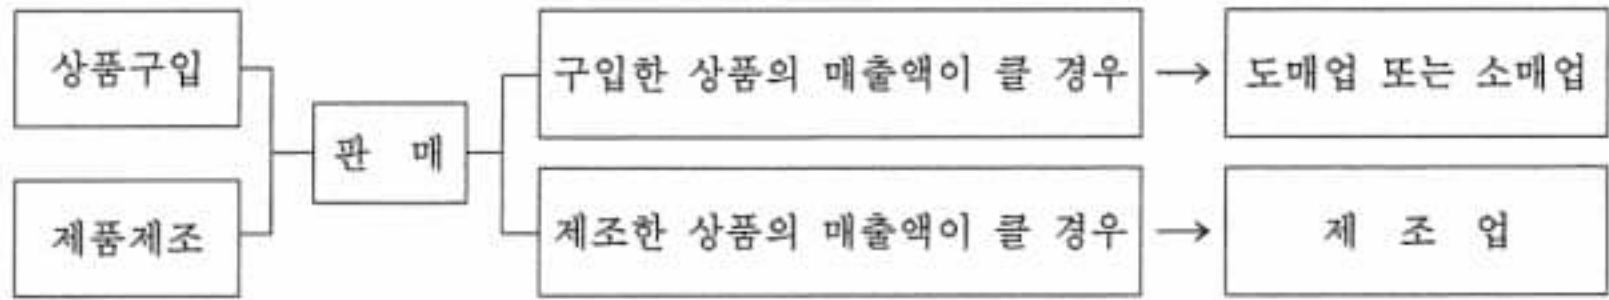 상품구입
제품제조
판 매
구입한 상품의 매출액이 클 경우 → 도매업 또는 소매업
제조한 상품의 매출액이 클 경우 → 제 조 업